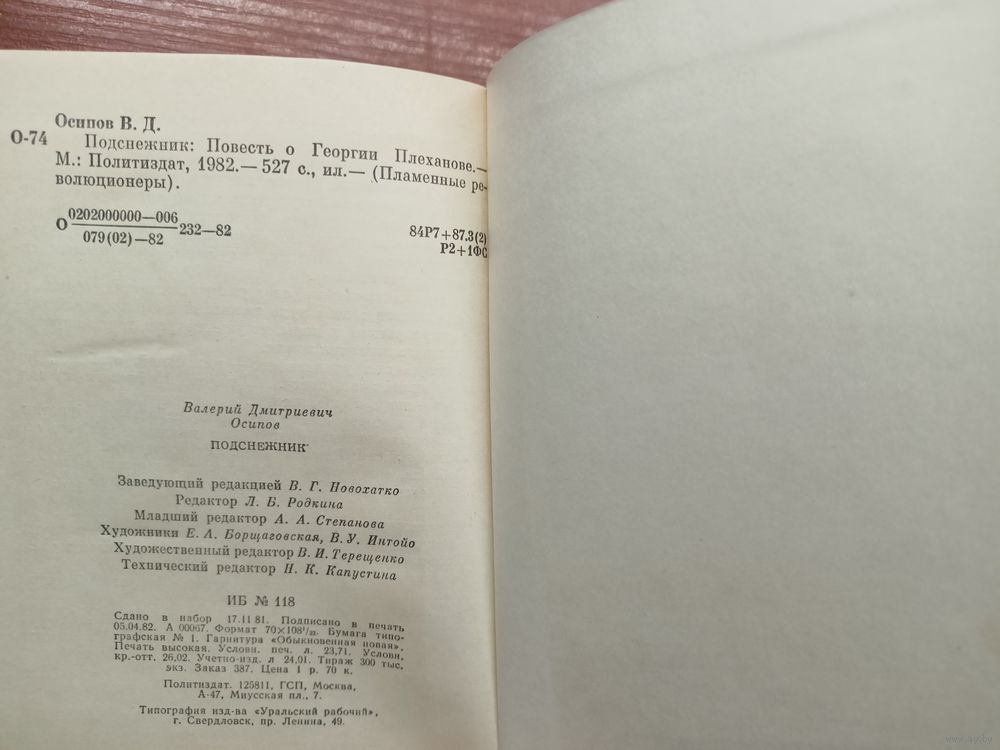 Осипов В. Д.
О-74
Подснежник: Повесть о Георгии Плеханове.—
М.: Политиздат, 1982.— 527 с., ил.— (Пламенные ре-
волюционеры).
О 0202000000—006 232—82
079(02)—82
84Р7+87.3(2)
Р2+1ФС
Валерий Дмитриевич
Осипов
ПОДСНЕЖНИК
Заведующий редакцией В. Г. Новохатко
Редактор Л. Б. Родкина
Младший редактор А. А. Степанова
Художники Е. А. Борщаговская, В. У. Интойо
Художественный редактор В. И. Терещенко
Технический редактор Н. К. Капустина
ИБ № 118
Сдано в набор 17.11 81. Подписано в печать
05.04.82. А 00067. Формат 70×108¹/₃₂. Бумага типо-
графская № 1. Гарнитура «Обыкновенная новая».
Печать высокая. Условн. печ. л. 23,71. Условн.
кр.-отт. 26,02. Учетно-изд. л 24,01. Тираж 300 тыс.
экз. Заказ 387. Цена 1 р. 70 к.
Политиздат. 125811, ГСП, Москва,
А-47, Миусская пл., 7.
Типография изд-ва «Уральский рабочий»,
г. Свердловск, пр. Ленина, 49.
www.ay.by